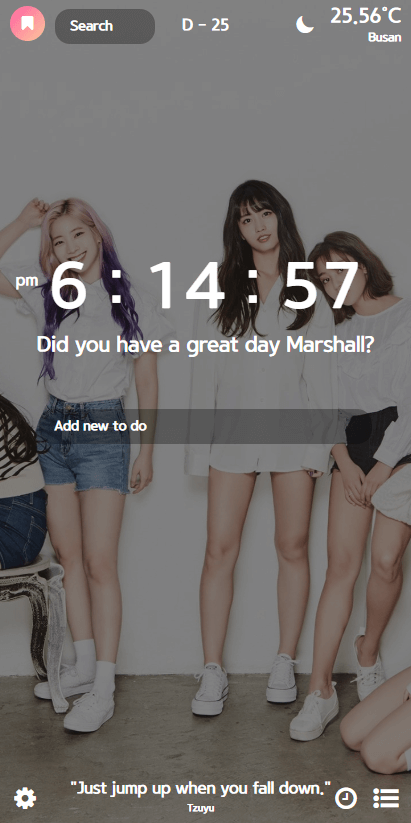 Search
D - 25
25.56°C
Busan
pm 6 : 14 : 57
Did you have a great day Marshall?
Add new to do
"Just jump up when you fall down."
Tzuyu